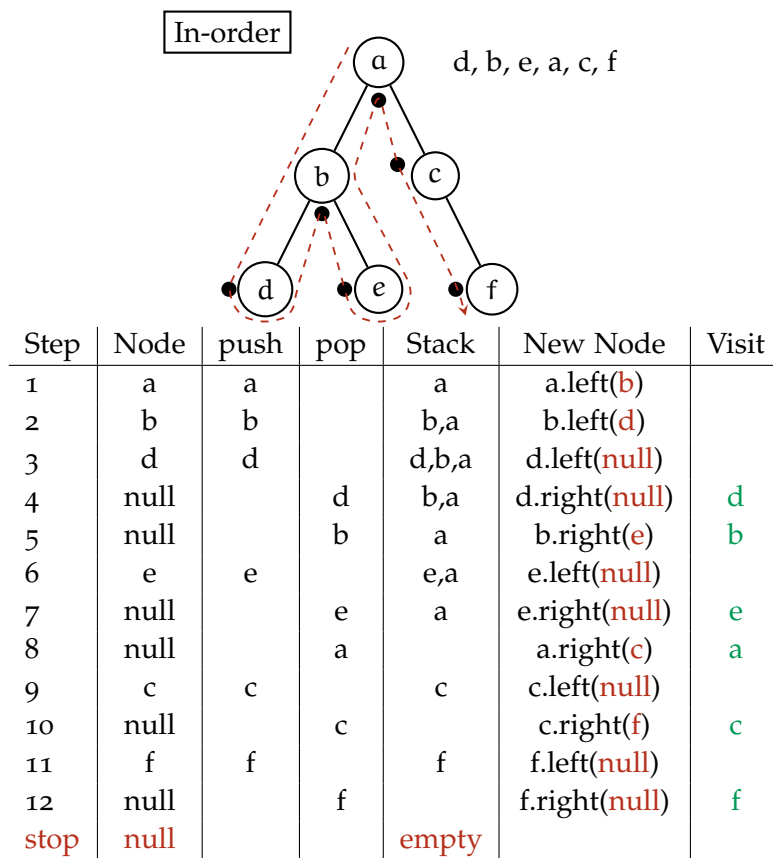 In-order
a
d, b, e, a, c, f
b
c
d
e
f
Step Node push pop Stack New Node Visit
1 a a a a.left(b)
2 b b b,a b.left(d)
3 d d d,b,a d.left(null)
4 null d b,a d.right(null) d
5 null b a b.right(e) b
6 e e e,a e.left(null)
7 null e a e.right(null) e
8 null a a.right(c) a
9 c c c c.left(null)
10 null c c.right(f) c
11 f f f f.left(null)
12 null f f.right(null) f
stop null empty